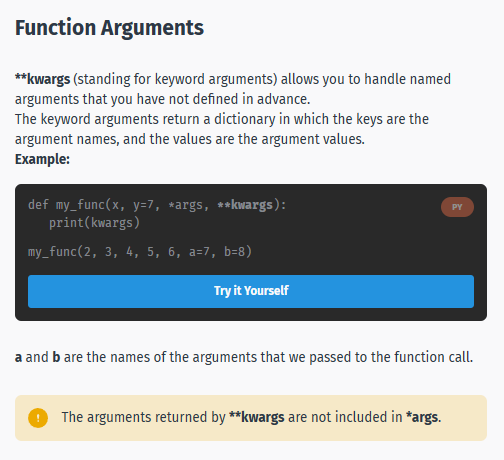 Function Arguments
**kwargs (standing for keyword arguments) allows you to handle named
arguments that you have not defined in advance.
The keyword arguments return a dictionary in which the keys are the
argument names, and the values are the argument values.
Example:
def my_func(x, y=7, *args, **kwargs):
PY
print(kwargs)
my_func(2, 3, 4, 5, 6, a=7, b=8)
Try it Yourself
a and b are the names of the arguments that we passed to the function call.
! The arguments returned by **kwargs are not included in *args.